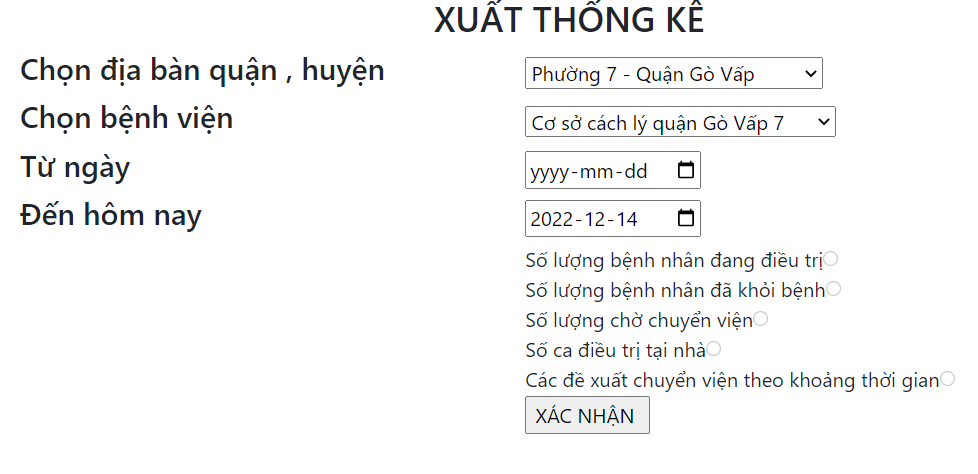 XUẤT THỐNG KÊ
Chọn địa bàn quận , huyện
Phường 7 - Quận Gò Vấp
Chọn bệnh viện
Cơ sở cách lý quận Gò Vấp 7
Từ ngày
yyyy-mm-dd
Đến hôm nay
2022-12-14
Số lượng bệnh nhân đang điều trị
Số lượng bệnh nhân đã khỏi bệnh
Số lượng chờ chuyển viện
Số ca điều trị tại nhà
Các đề xuất chuyển viện theo khoảng thời gian
XÁC NHẬN